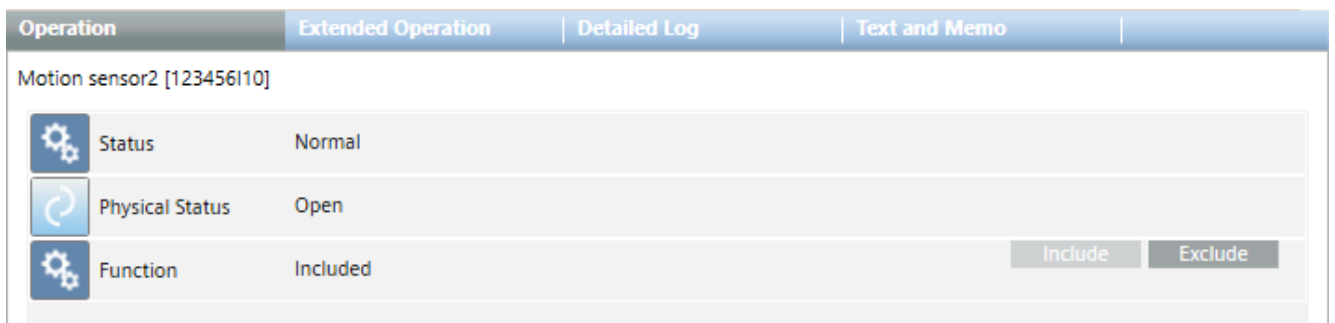 Operation Extended Operation Detailed Log Text and Memo
Motion sensor2 [123456I10]
Status Normal
Physical Status Open
Function Included Include Exclude